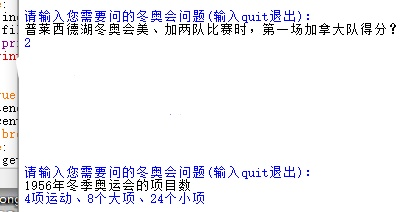 请输入您需要问的冬奥会问题(输入quit退出):
普莱西德湖冬奥会美、加两队比赛时，第一场加拿大队得分？
2
请输入您需要问的冬奥会问题(输入quit退出):
1956年冬季奥运会的项目数
4项运动、8个大项、24个小项